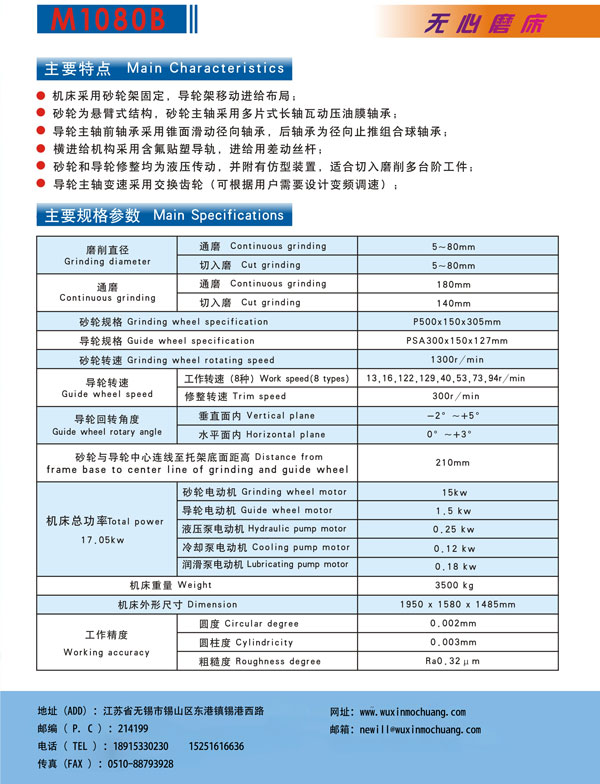 M1080B
无心磨床
主要特点 Main Characteristics
机床采用砂轮架固定，导轮架移动进给布局；
砂轮为悬臂式结构，砂轮主轴采用多片式长轴瓦动压油膜轴承；
导轮主轴前轴承采用锥面滑动径向轴承，后轴承为径向止推组合球轴承；
横进给机构采用含氟贴塑导轨，进给用差动丝杆；
砂轮和导轮修整均为液压传动，并附有仿型装置，适合切入磨削多台阶工件；
导轮主轴变速采用交换齿轮（可根据用户需要设计变频调速）；
主要规格参数 Main Specifications
磨削直径
Grinding diameter
通磨 Continuous grinding 5~80mm
切入磨 Cut grinding 5~80mm
通磨
Continuous grinding
通磨 Continuous grinding 180mm
切入磨 Cut grinding 140mm
砂轮规格 Grinding wheel specification P500x150x305mm
导轮规格 Guide wheel specification PSA300x150x127mm
砂轮转速 Grinding wheel rotating speed 1300r/min
导轮转速
Guide wheel speed
工作转速（8种）Work speed(8 types) 13,16,122,129,40,53,73,94r/min
修整转速 Trim speed 300r/min
导轮回转角度
Guide wheel rotary angle
垂直面内 Vertical plane -2° ~+5°
水平面内 Horizontal plane 0° ~+3°
砂轮与导轮中心连线至托架底面距高 Distance from
frame base to center line of grinding and guide wheel
210mm
机床总功率Total power
17.05kw
砂轮电动机 Grinding wheel motor 15kw
导轮电动机 Guide wheel motor 1.5 kw
液压泵电动机 Hydraulic pump motor 0.25 kw
冷却泵电动机 Cooling pump motor 0.12 kw
润滑泵电动机 Lubricating pump motor 0.18 kw
机床重量 Weight 3500 kg
机床外形尺寸 Dimension 1950 x 1580 x 1485mm
工作精度
Working accuracy
圆度 Circular degree 0.002mm
圆柱度 Cylindricity 0.003mm
粗糙度 Roughness degree Ra0.32μm
地址（ADD）：江苏省无锡市锡山区东港镇锡港西路
邮编（ P. C ）：214199
电话（ TEL ）：18915330230 15251616636
传真（FAX ）：0510-88793928
网址：www.wuxinmochuang.com
邮箱：newill@wuxinmochuang.com